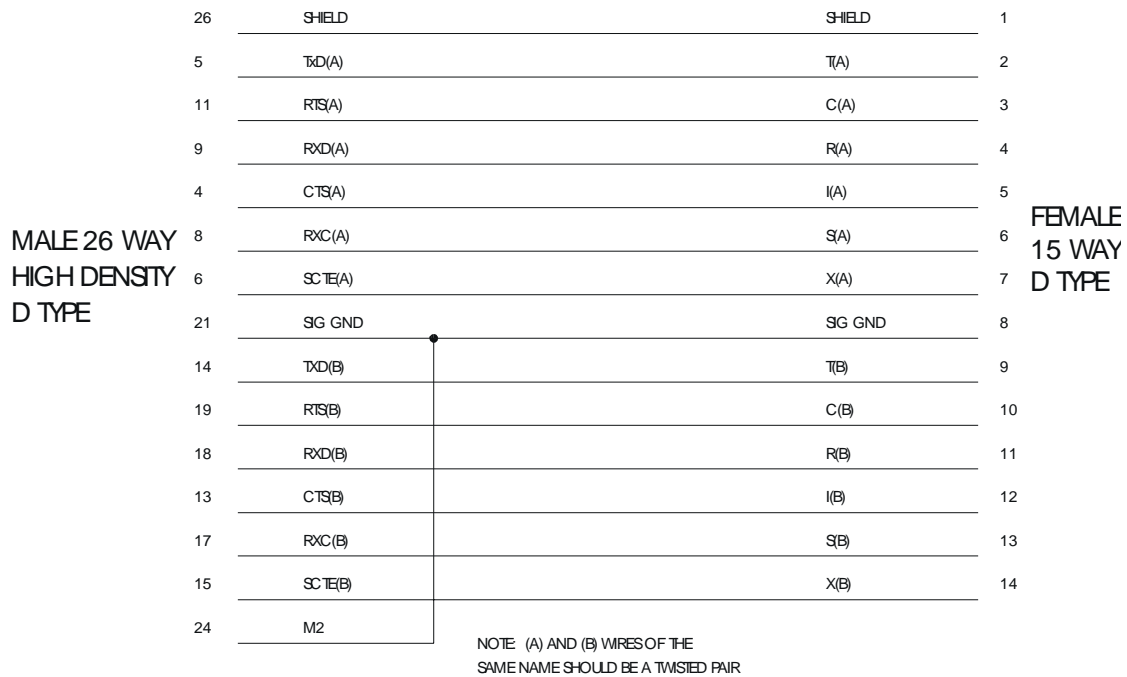 26 SHIELD SHIELD 1
5 TxD(A) T(A) 2
11 RTS(A) C(A) 3
9 RXD(A) R(A) 4
4 CTS(A) I(A) 5
MALE 26 WAY
HIGH DENSITY
D TYPE
8 RXC(A) S(A) 6
6 SCTE(A) X(A) 7
FEMALE
15 WAY
D TYPE
21 SIG GND SIG GND 8
14 TXD(B) T(B) 9
19 RTS(B) C(B) 10
18 RXD(B) R(B) 11
13 CTS(B) I(B) 12
17 RXC(B) S(B) 13
15 SCTE(B) X(B) 14
24 M2
NOTE: (A) AND (B) WIRES OF THE
SAME NAME SHOULD BE A TWISTED PAIR